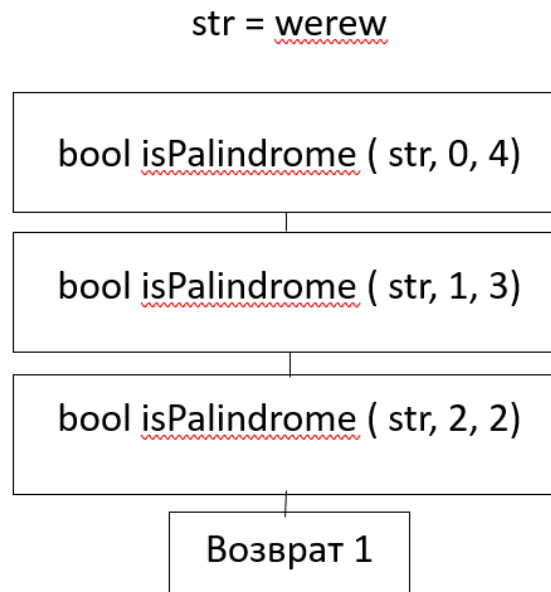 str = werew
bool isPalindrome ( str, 0, 4)
bool isPalindrome ( str, 1, 3)
bool isPalindrome ( str, 2, 2)
Возврат 1